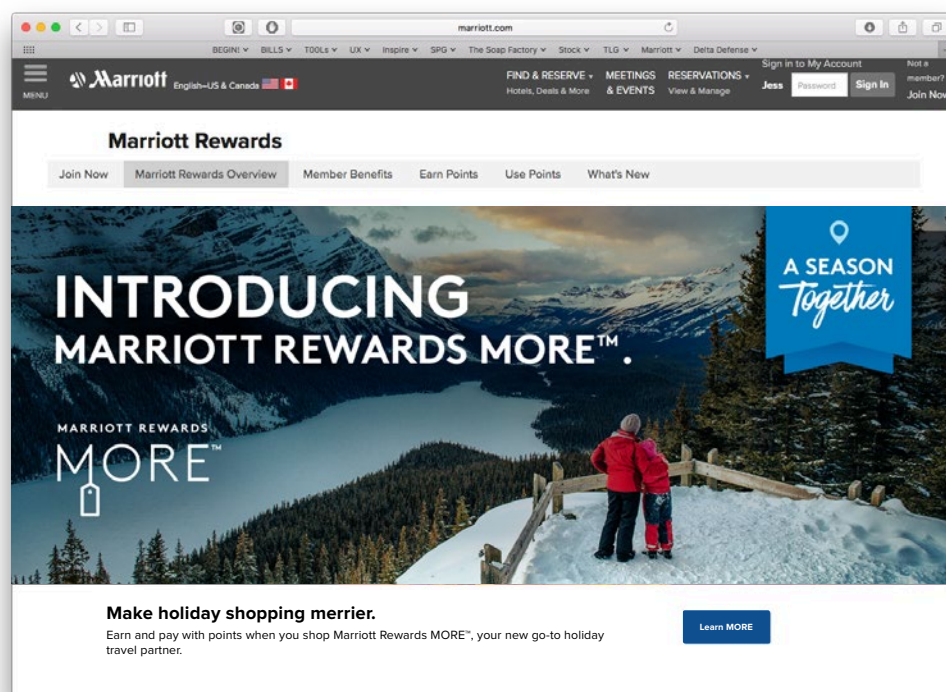 marriott.com
BEGIN! BILLS TOOLs UX Inspire SPG The Soap Factory Stock TLG Marriott Delta Defense
MENU
Marriott English–US & Canada
FIND & RESERVE
Hotels, Deals & More
MEETINGS
& EVENTS
RESERVATIONS
View & Manage
Sign in to My Account
Jess Password Sign In
Not a
member?
Join Now
Marriott Rewards
Join Now Marriott Rewards Overview Member Benefits Earn Points Use Points What's New
INTRODUCING
MARRIOTT REWARDS MORE™.
A SEASON
Together
MARRIOTT REWARDS
MORE™
Make holiday shopping merrier.
Earn and pay with points when you shop Marriott Rewards MORE™, your new go-to holiday
travel partner.
Learn MORE